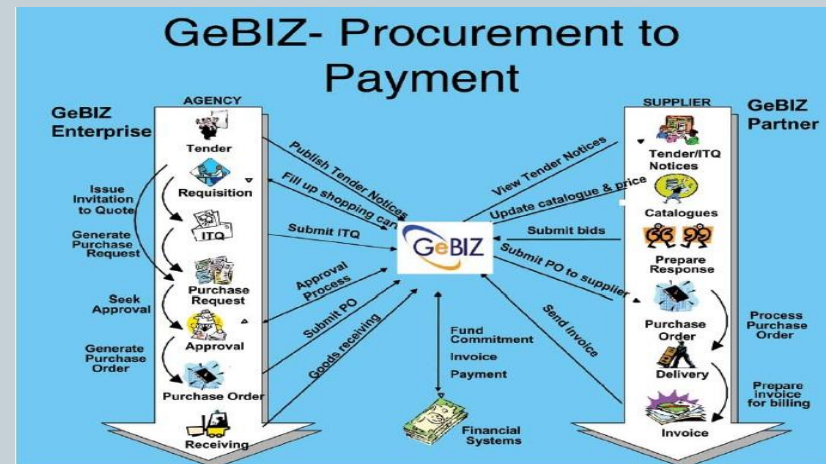 GeBIZ- Procurement to
Payment
GeBIZ
Enterprise
AGENCY
Tender
Requisition
ITQ
Purchase
Request
Approval
Purchase Order
Receiving
Issue
Invitation
to Quote
Generate
Purchase
Request
Seek
Approval
Generate
Purchase
Order
Publish Tender Notices
Fill up shopping cart
Submit ITQ
Approval
Process
Submit PO
Goods receiving
GeBIZ
Fund
Commitment
Invoice
Payment
Financial
Systems
View Tender Notices
Update catalogue & price
Submit bids
Submit PO to supplier
Send invoice
SUPPLIER
GeBIZ
Partner
Tender/ITQ
Notices
Catalogues
Prepare
Response
Purchase
Order
Delivery
Invoice
Process
Purchase
Order
Prepare
invoice
for billing